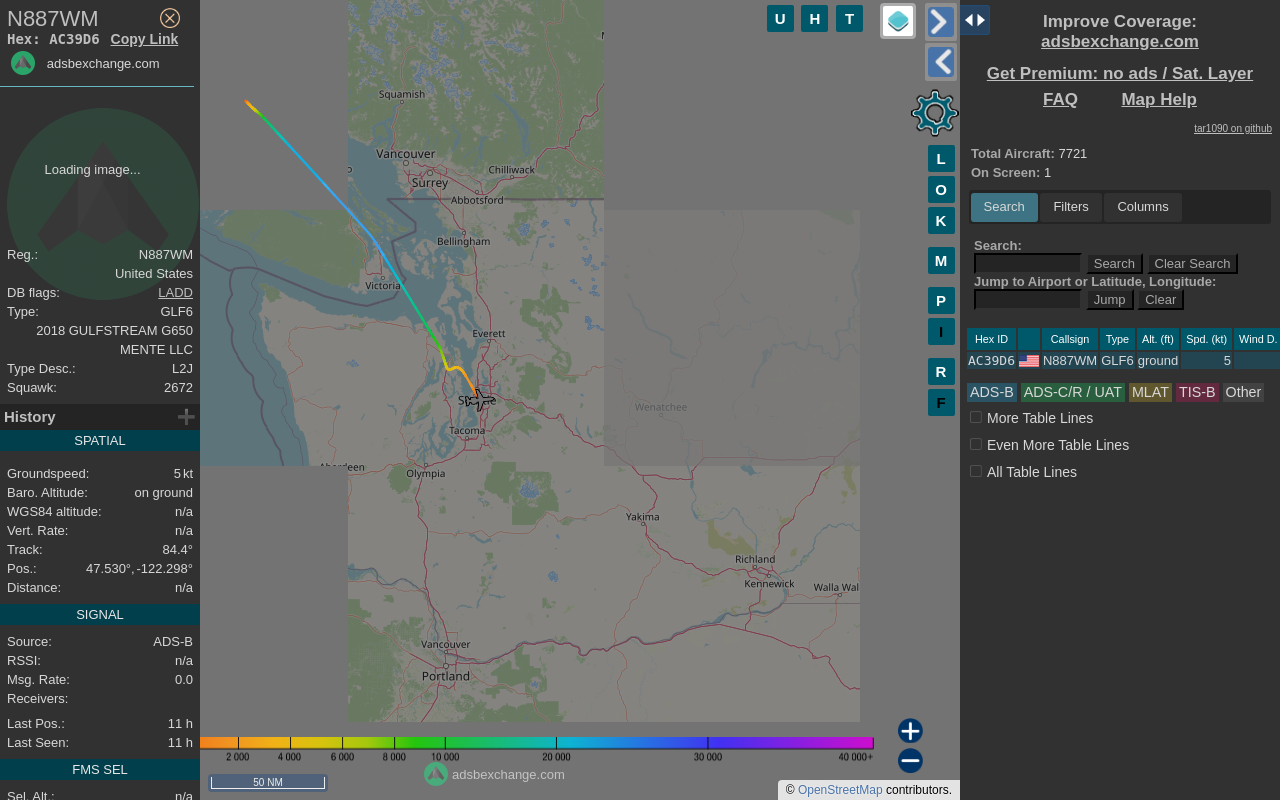 N887WM
Hex: AC39D6 Copy Link
adsbexchange.com
Loading image...
Reg.: N887WM
United States
DB flags: LADD
Type: GLF6
2018 GULFSTREAM G650
MENTE LLC
Type Desc.: L2J
Squawk: 2672
History
SPATIAL
Groundspeed: 5 kt
Baro. Altitude: on ground
WGS84 altitude: n/a
Vert. Rate: n/a
Track: 84.4°
Pos.: 47.530°, -122.298°
Distance: n/a
SIGNAL
Source: ADS-B
RSSI: n/a
Msg. Rate: 0.0
Receivers:
Last Pos.: 11 h
Last Seen: 11 h
FMS SEL
Sel. Alt.: n/a
U H T
Squamish
Vancouver
Surrey
Chilliwack
Abbotsford
Bellingham
Victoria
Everett
Wenatchee
Tacoma
Olympia
Yakima
Richland
Kennewick
Walla Wal
Vancouver
Portland
L
O
K
M
P
I
R
F
2 000 4 000 6 000 8 000 10 000 20 000 30 000 40 000+
adsbexchange.com
50 NM
© OpenStreetMap contributors.
Improve Coverage:
adsbexchange.com
Get Premium: no ads / Sat. Layer
FAQ Map Help
tar1090 on github
Total Aircraft: 7721
On Screen: 1
Search Filters Columns
Search:
Search Clear Search
Jump to Airport or Latitude, Longitude:
Jump Clear
Hex ID Callsign Type Alt. (ft) Spd. (kt) Wind D.
AC39D6 N887WM GLF6 ground 5
ADS-B ADS-C/R / UAT MLAT TIS-B Other
More Table Lines
Even More Table Lines
All Table Lines